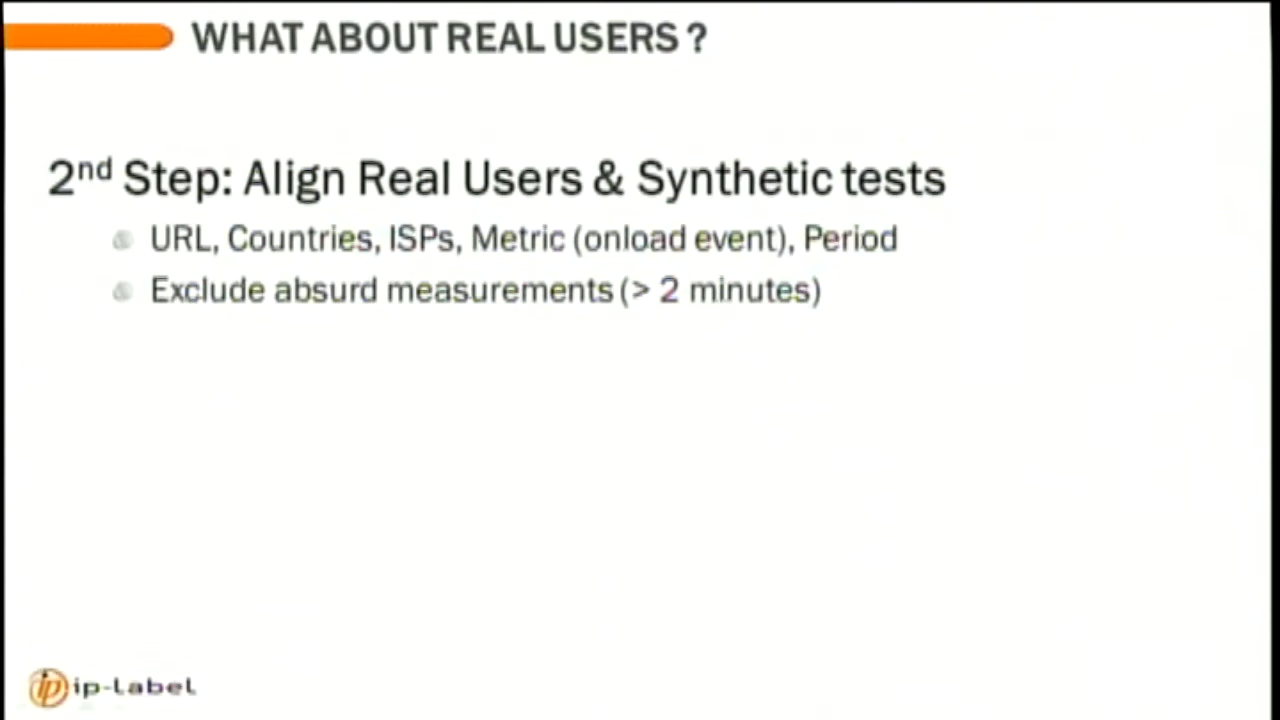 WHAT ABOUT REAL USERS ?
2nd Step: Align Real Users & Synthetic tests
URL, Countries, ISPs, Metric (onload event), Period
Exclude absurd measurements (> 2 minutes)
ip ip-label